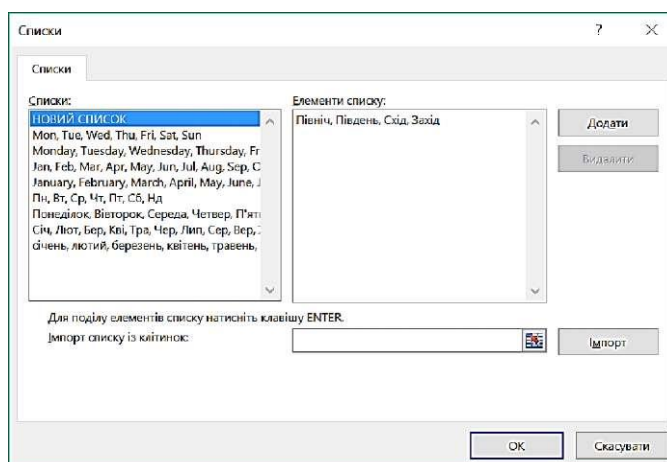 Списки
?
×
Списки
Списки:
НОВИЙ СПИСОК
Mon, Tue, Wed, Thu, Fri, Sat, Sun
Monday, Tuesday, Wednesday, Thursday, Fr
Jan, Feb, Mar, Apr, May, Jun, Jul, Aug, Sep, O
January, February, March, April, May, June, J
Пн, Вт, Ср, Чт, Пт, Сб, Нд
Понеділок, Вівторок, Середа, Четвер, П'ятн
Січ, Лют, Бер, Кві, Тра, Чер, Лип, Сер, Вер, Ж
січень, лютий, березень, квітень, травень,
Елементи списку:
Північ, Південь, Схід, Захід
Додати
Видалити
Для поділу елементів списку натисніть клавішу ENTER.
Імпорт списку із клітинок:
Імпорт
OK
Скасувати